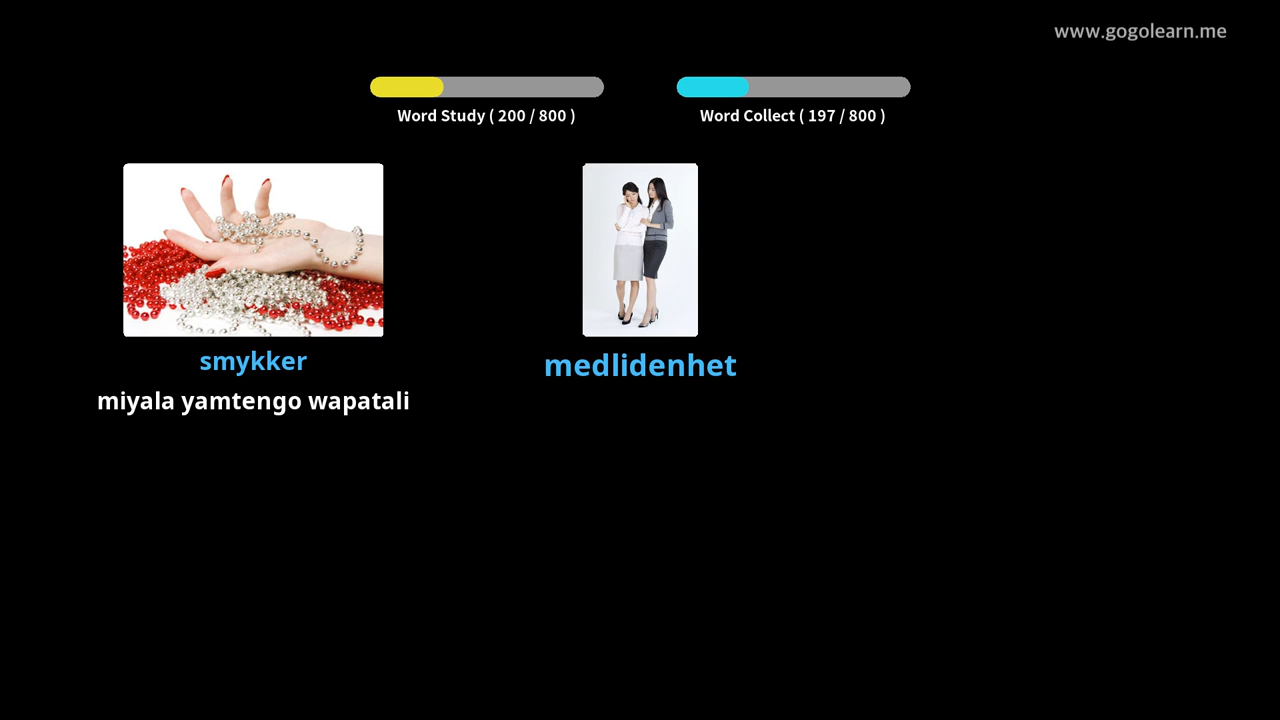 www.gogolearn.me
Word Study ( 200 / 800 )
Word Collect ( 197 / 800 )
smykker
miyala yamtengo wapatali
medlidenhet